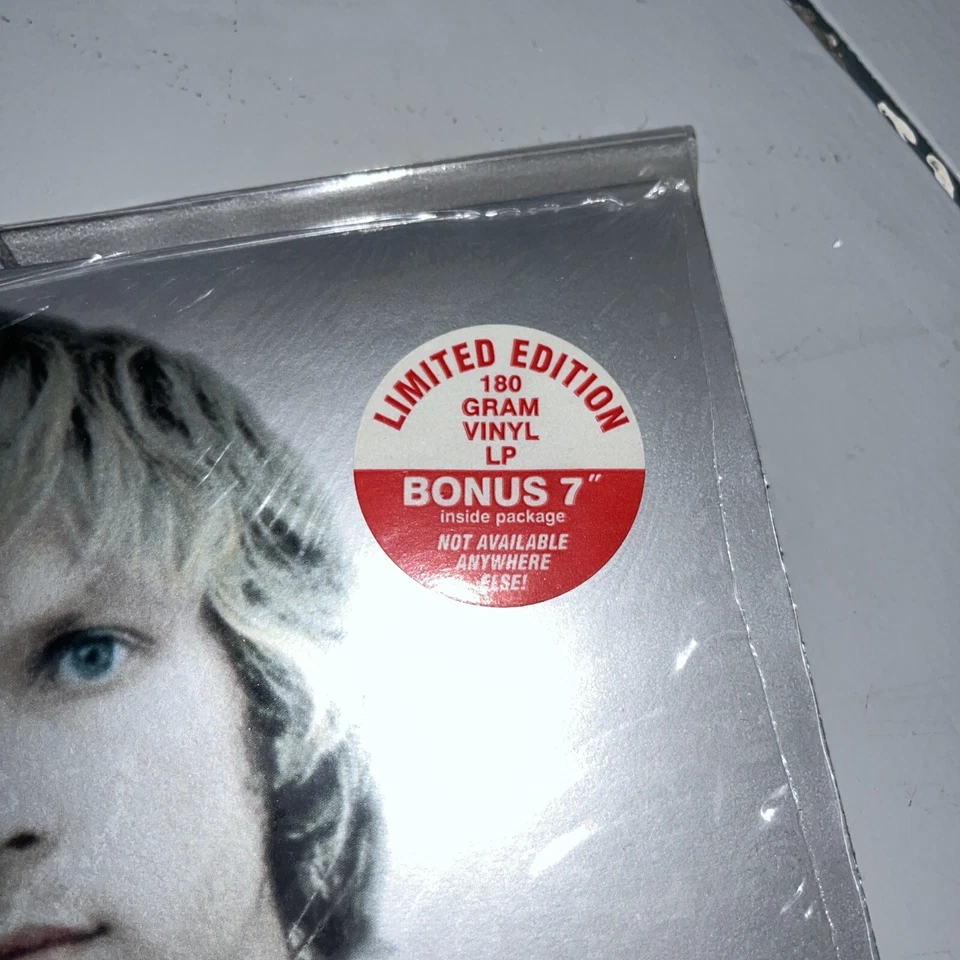 LIMITED EDITION
180
GRAM
VINYL
LP
BONUS 7"
inside package
NOT AVAILABLE
ANYWHERE
ELSE!